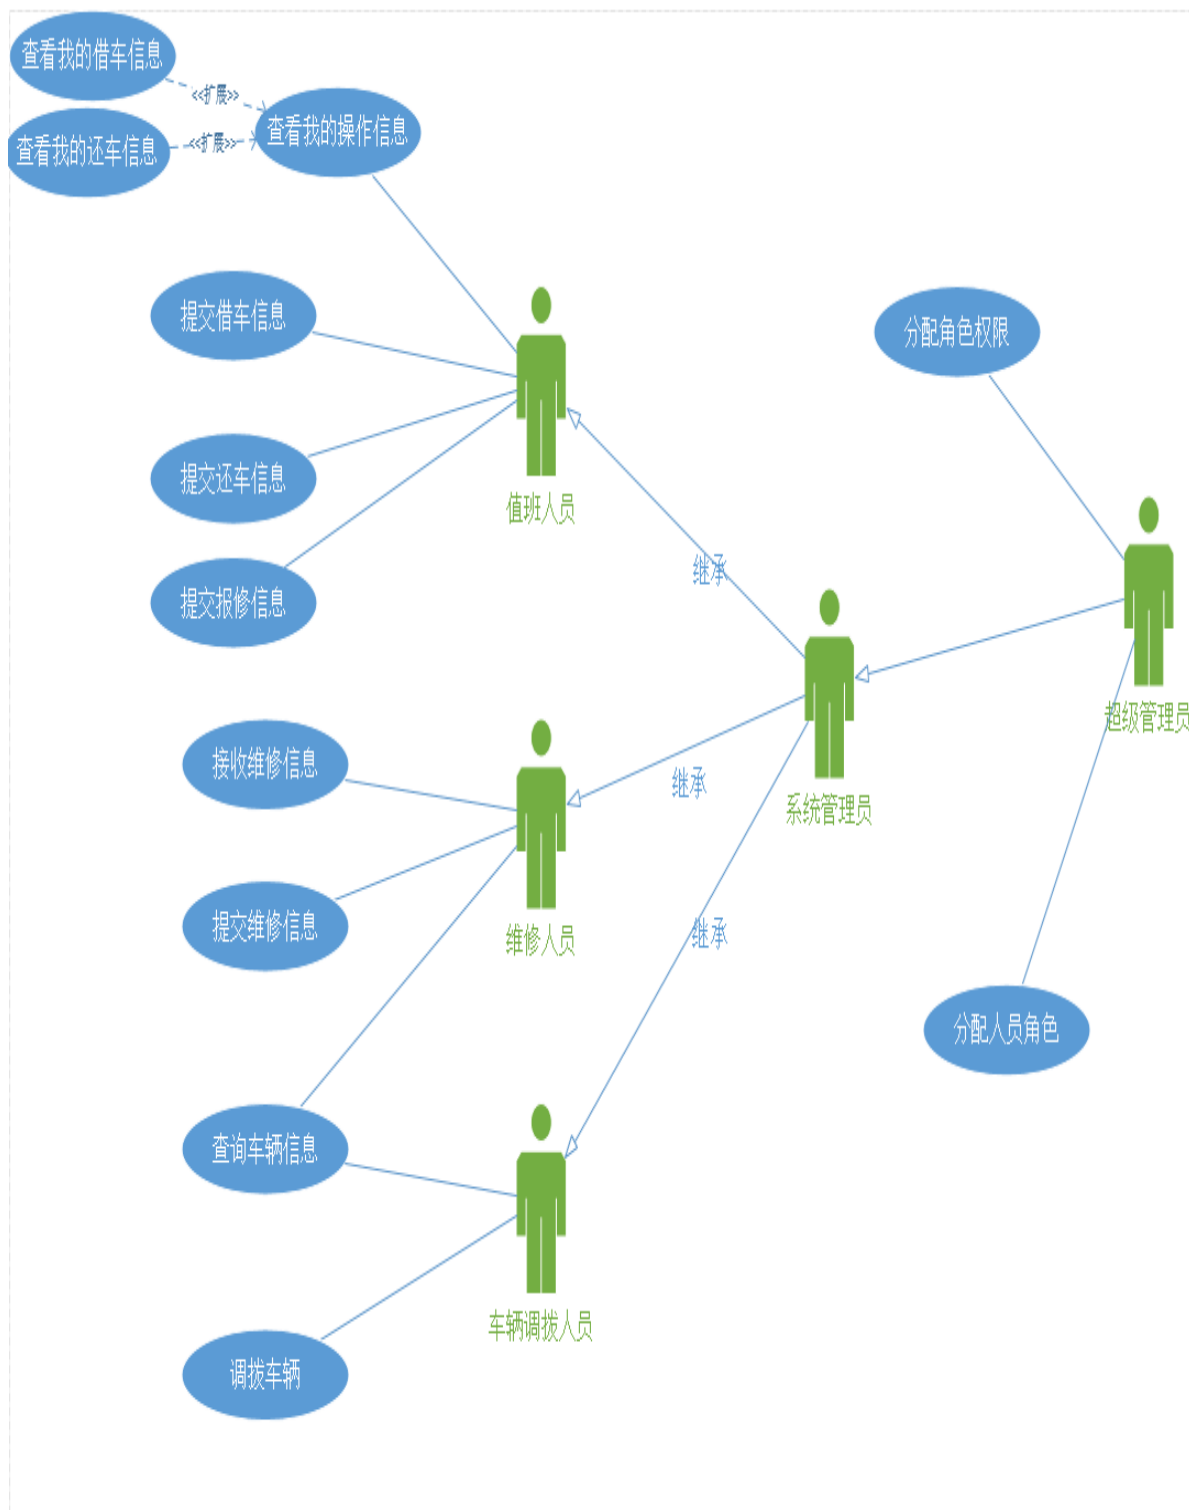 查看我的借车信息
<<扩展>>
查看我的操作信息
查看我的还车信息
<<扩展>>
提交借车信息
分配角色权限
提交还车信息
值班人员
继承
提交报修信息
超级管理员
接收维修信息
继承
系统管理员
提交维修信息
维修人员
继承
分配人员角色
查询车辆信息
车辆调拨人员
调拨车辆